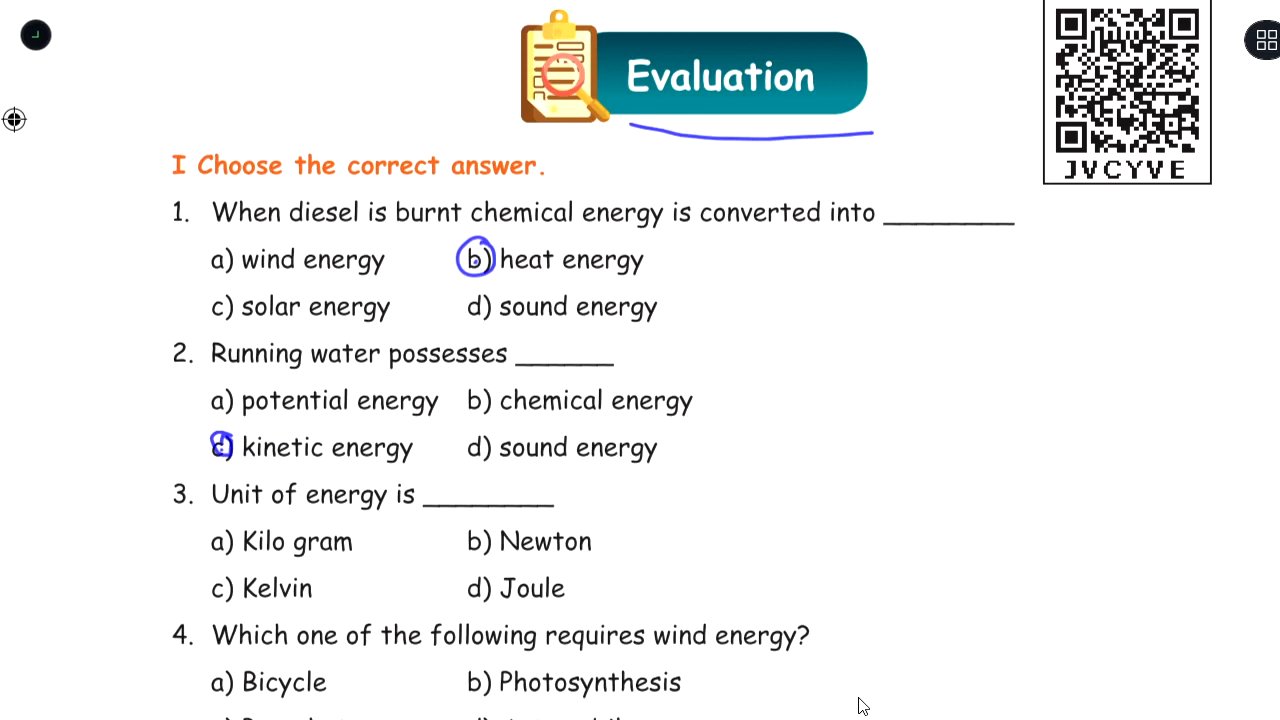 Evaluation
JVCYVE
I Choose the correct answer.
1. When diesel is burnt chemical energy is converted into _________
a) wind energy b) heat energy
c) solar energy d) sound energy
2. Running water possesses _______
a) potential energy b) chemical energy
c) kinetic energy d) sound energy
3. Unit of energy is _________
a) Kilo gram b) Newton
c) Kelvin d) Joule
4. Which one of the following requires wind energy?
a) Bicycle b) Photosynthesis